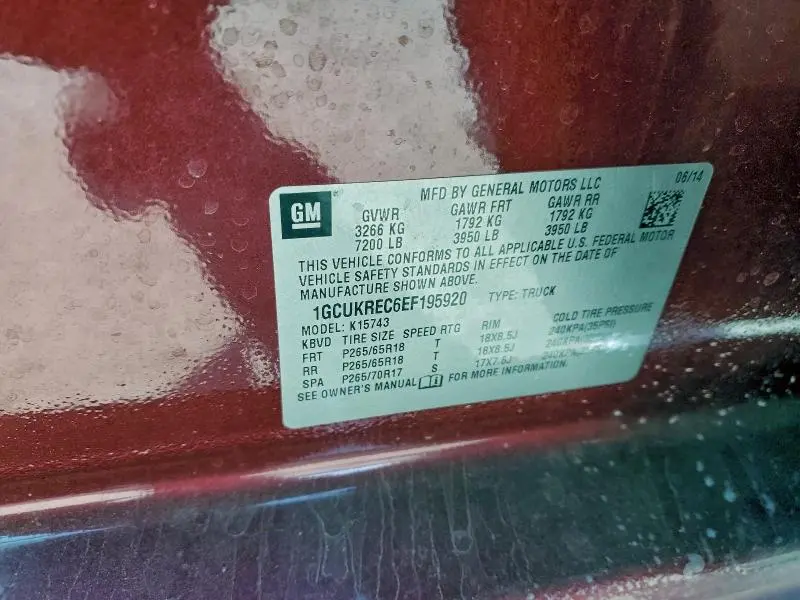 GM
MFD BY GENERAL MOTORS LLC 06/14
GVWR GAWR FRT GAWR RR
3266 KG 1792 KG 1792 KG
7200 LB 3950 LB 3950 LB
THIS VEHICLE CONFORMS TO ALL APPLICABLE U.S. FEDERAL MOTOR
VEHICLE SAFETY STANDARDS IN EFFECT ON THE DATE OF
MANUFACTURE SHOWN ABOVE.
1GCUKREC6EF195920 TYPE: TRUCK
MODEL: K15743
KBVD TIRE SIZE SPEED RTG RIM COLD TIRE PRESSURE
FRT P265/65R18 T 18X8.5J 240KPA(35PSI)
RR P265/65R18 T 18X8.5J 240KPA
SPA P265/70R17 S 17X7.5J
SEE OWNER'S MANUAL FOR MORE INFORMATION.